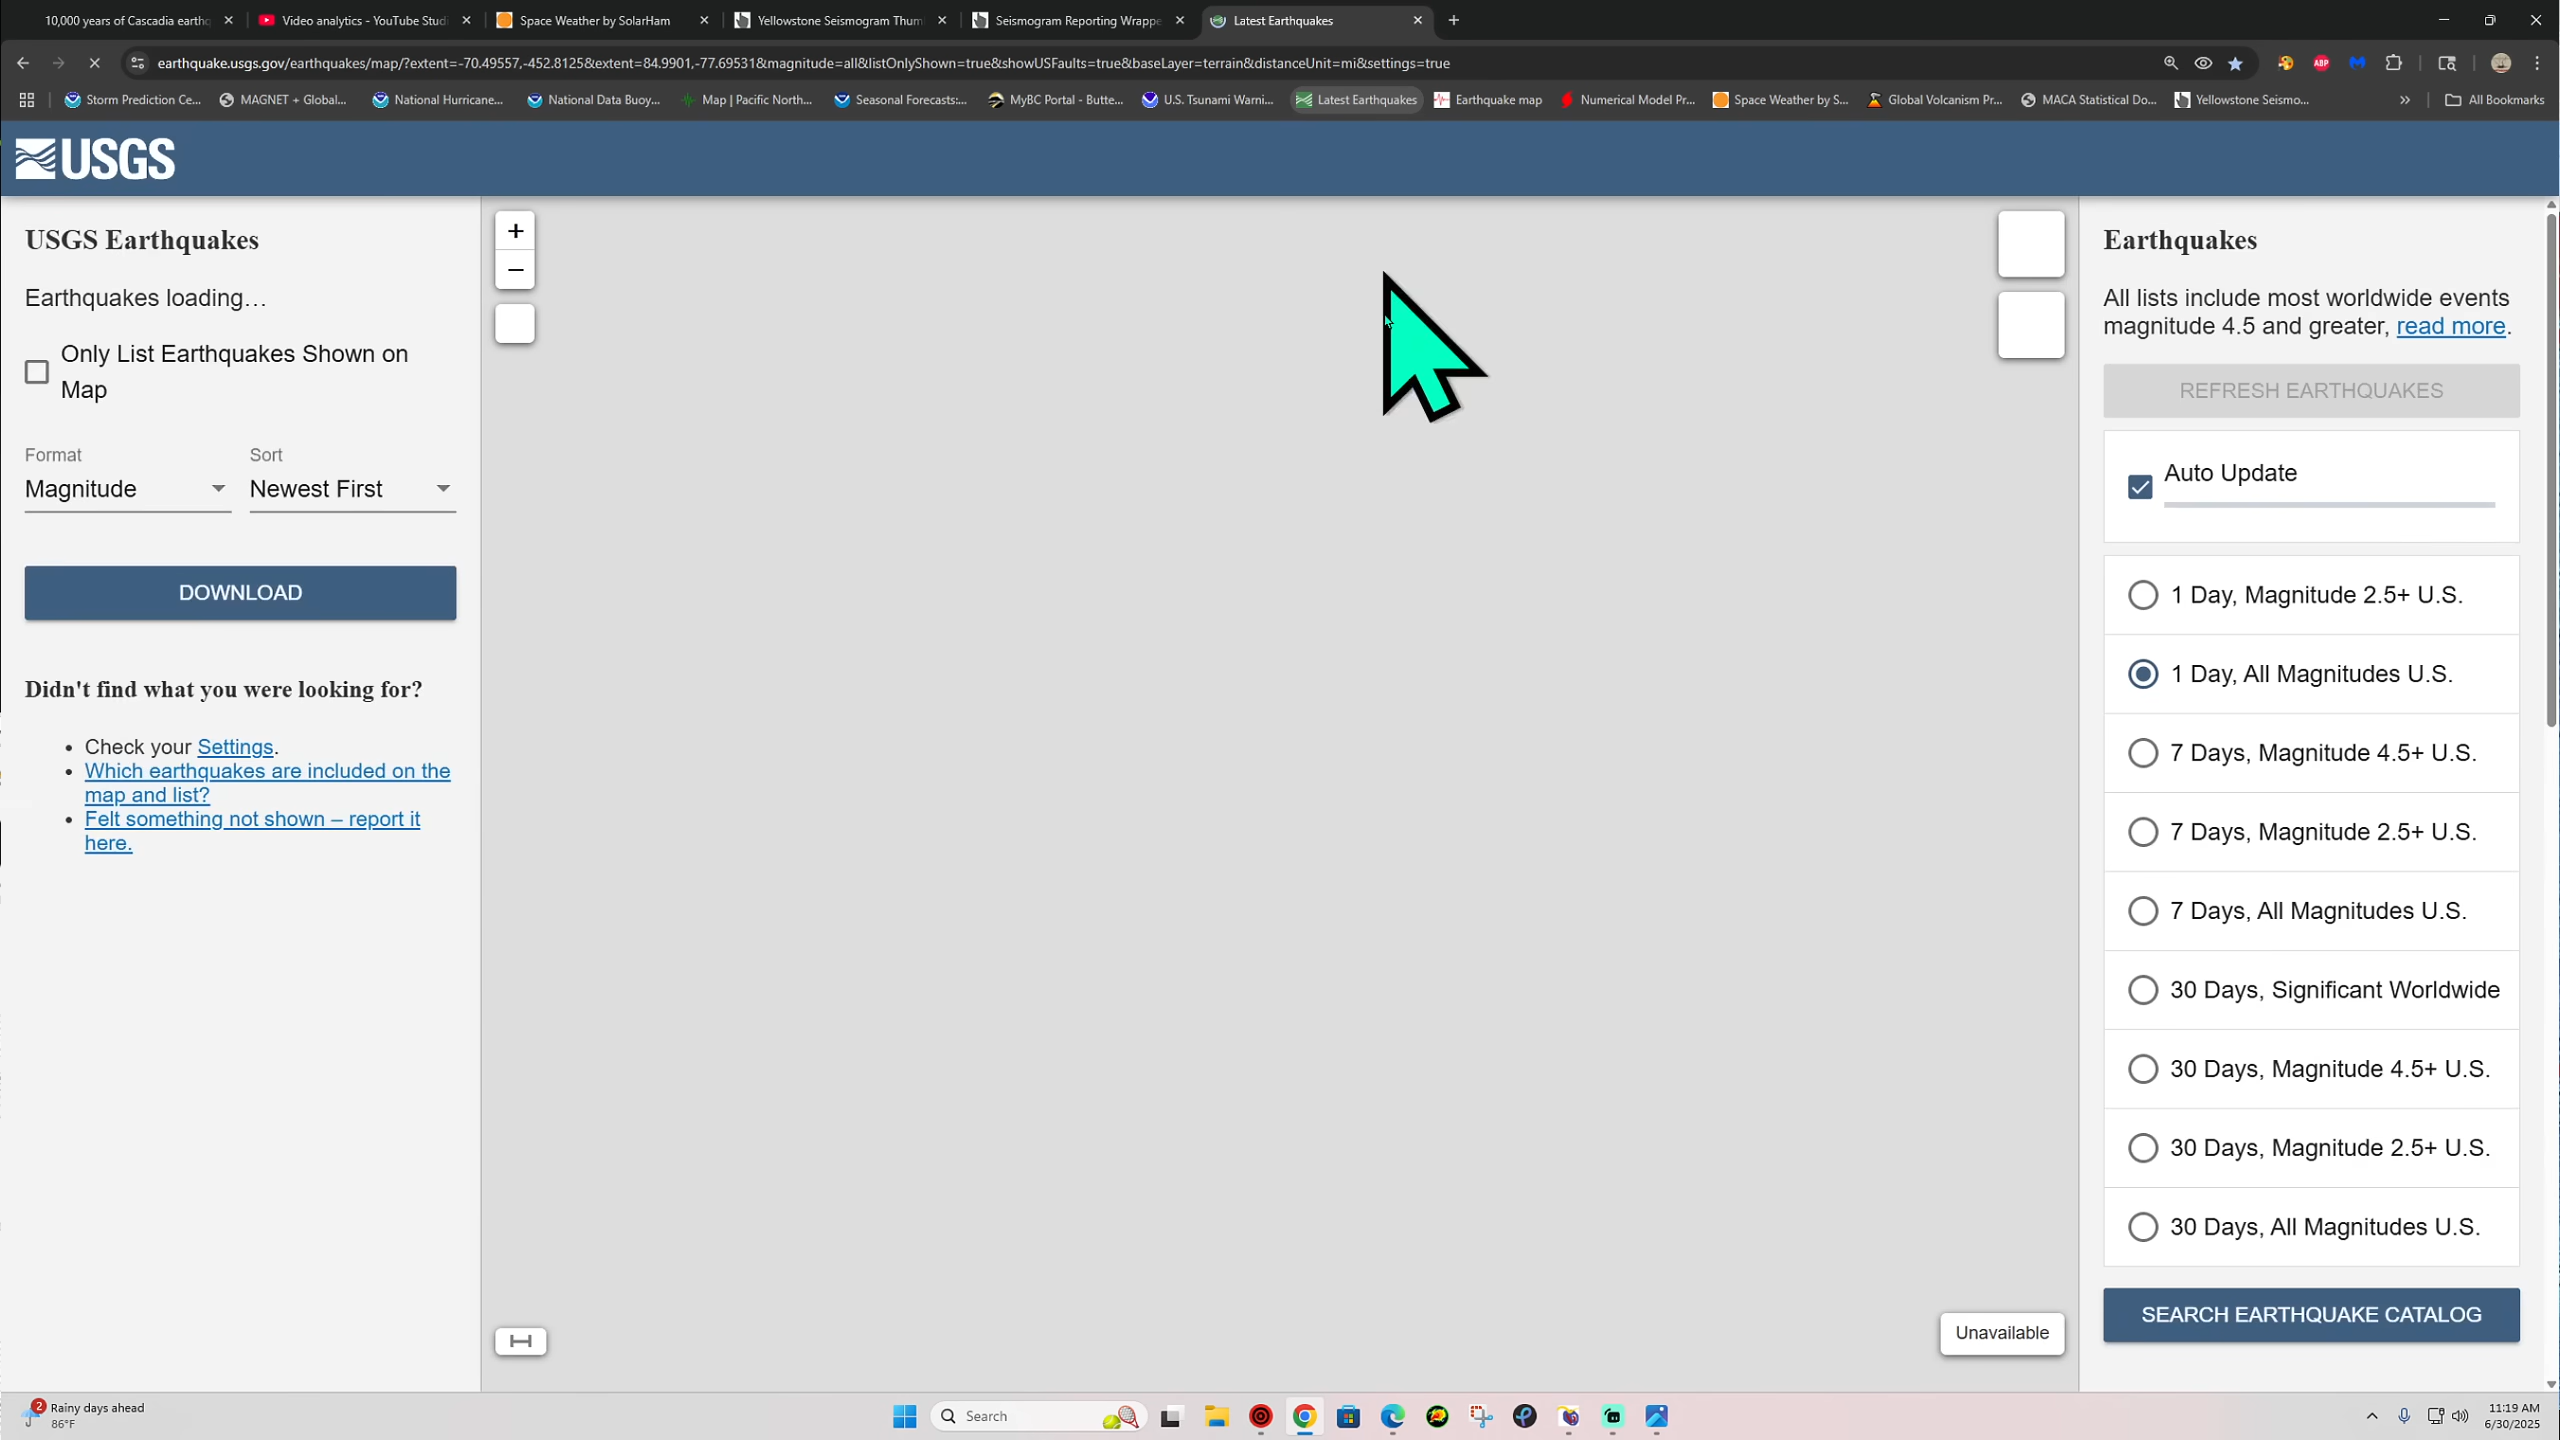 10,000 years of Cascadia earthq
Video analytics - YouTube Studi
Space Weather by SolarHam
Yellowstone Seismogram Thum
Seismogram Reporting Wrappe
Latest Earthquakes
earthquake.usgs.gov/earthquakes/map/?extent=-70.49557,-452.8125&extent=84.9901,-77.69531&magnitude=all&listOnlyShown=true&showUSFaults=true&baseLayer=terrain&distanceUnit=mi&settings=true
ABP
Storm Prediction Ce...
MAGNET + Global...
National Hurricane...
National Data Buoy...
Map | Pacific North...
Seasonal Forecasts:...
MyBC Portal - Butte...
U.S. Tsunami Warni...
Latest Earthquakes
Earthquake map
Numerical Model Pr...
Space Weather by S...
Global Volcanism Pr...
MACA Statistical Do...
Yellowstone Seismo...
All Bookmarks
USGS
USGS Earthquakes
Earthquakes loading…
Only List Earthquakes Shown on
Map
Format
Magnitude
Sort
Newest First
DOWNLOAD
Didn't find what you were looking for?
Check your Settings.
Which earthquakes are included on the
map and list?
Felt something not shown – report it
here.
+
−
Unavailable
Earthquakes
All lists include most worldwide events
magnitude 4.5 and greater, read more.
REFRESH EARTHQUAKES
Auto Update
1 Day, Magnitude 2.5+ U.S.
1 Day, All Magnitudes U.S.
7 Days, Magnitude 4.5+ U.S.
7 Days, Magnitude 2.5+ U.S.
7 Days, All Magnitudes U.S.
30 Days, Significant Worldwide
30 Days, Magnitude 4.5+ U.S.
30 Days, Magnitude 2.5+ U.S.
30 Days, All Magnitudes U.S.
SEARCH EARTHQUAKE CATALOG
2
Rainy days ahead
86°F
Search
11:19 AM
6/30/2025